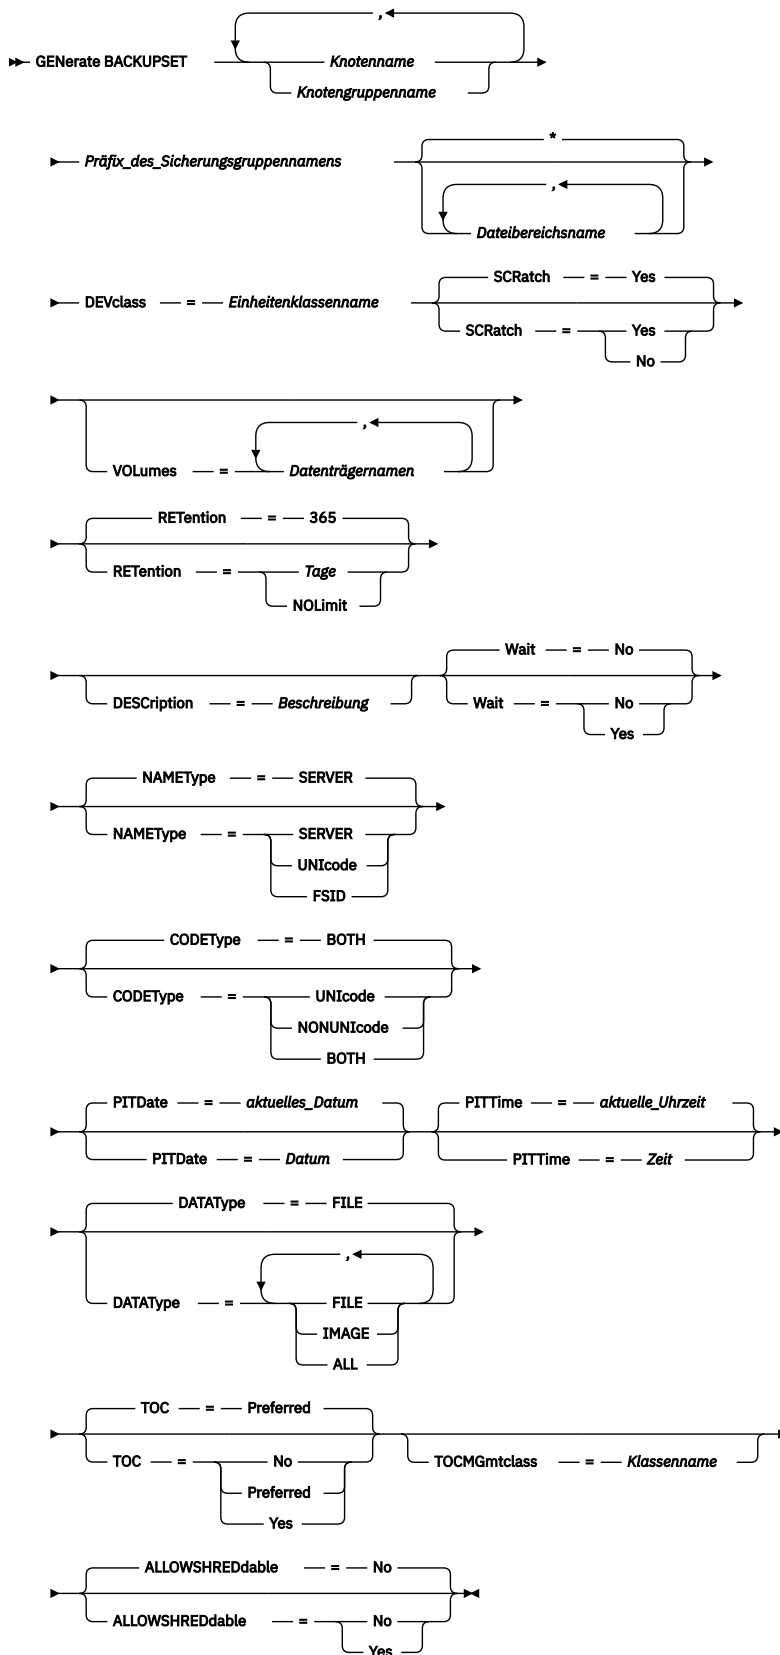 ,
GENerate BACKUPSET Knotenname
Knotengruppenname
*
Präfix_des_Sicherungsgruppennamens
,
Dateibereichsname
SCRatch = Yes
DEVclass = Einheitenklassenname
SCRatch = Yes
No
,
VOLumes = Datenträgernamen
RETention = 365
RETention = Tage
NOLimit
Wait = No
DESCription = Beschreibung Wait = No
Yes
NAMEType = SERVER
NAMEType = SERVER
UNIcode
FSID
CODEType = BOTH
CODEType = UNIcode
NONUNIcode
BOTH
PITDate = aktuelles_Datum PITTime = aktuelle_Uhrzeit
PITDate = Datum PITTime = Zeit
DATAType = FILE
,
DATAType = FILE
IMAGE
ALL
TOC = Preferred
TOC = No TOCMGmtclass = Klassenname
Preferred
Yes
ALLOWSHREDdable = No
ALLOWSHREDdable = No
Yes